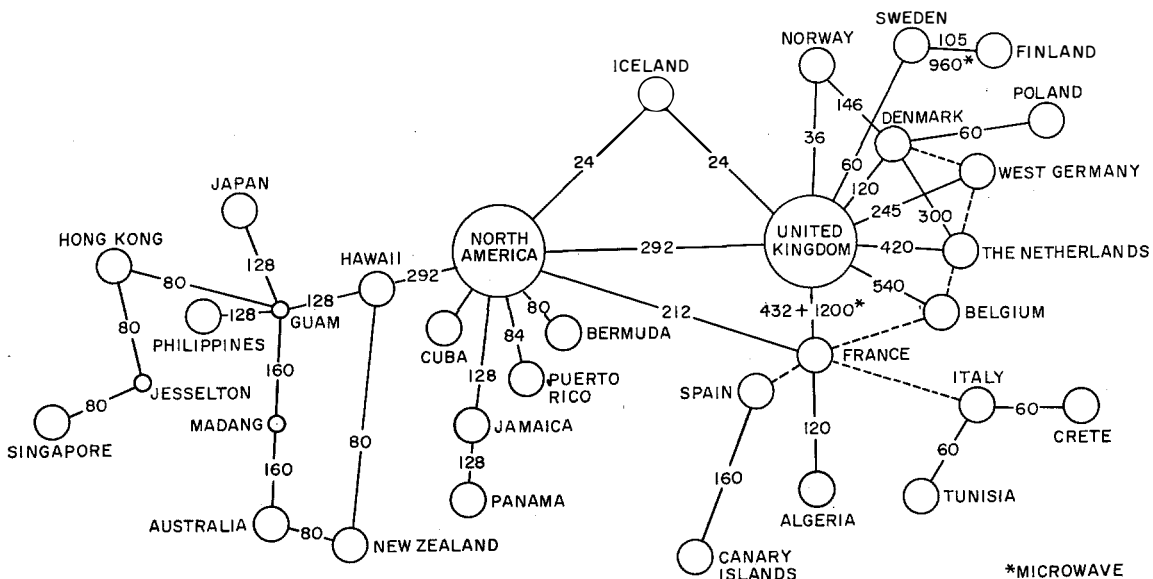 SWEDEN
105
960*
FINLAND
NORWAY
ICELAND
146
POLAND
DENMARK
60
36
60
24
24
120
WEST GERMANY
245
300
JAPAN
HONG KONG
128
80
HAWAII
292
NORTH
AMERICA
292
UNITED
KINGDOM
420
THE NETHERLANDS
540
128
GUAM
128
PHILIPPINES
80
CUBA
80
BERMUDA
84
212
432 + 1200*
BELGIUM
FRANCE
160
JESSELTON
80
SINGAPORE
MADANG
128
PUERTO
RICO
SPAIN
ITALY
60
CRETE
80
JAMAICA
120
60
160
128
PANAMA
160
TUNISIA
AUSTRALIA
80
NEW ZEALAND
ALGERIA
CANARY
ISLANDS
*MICROWAVE